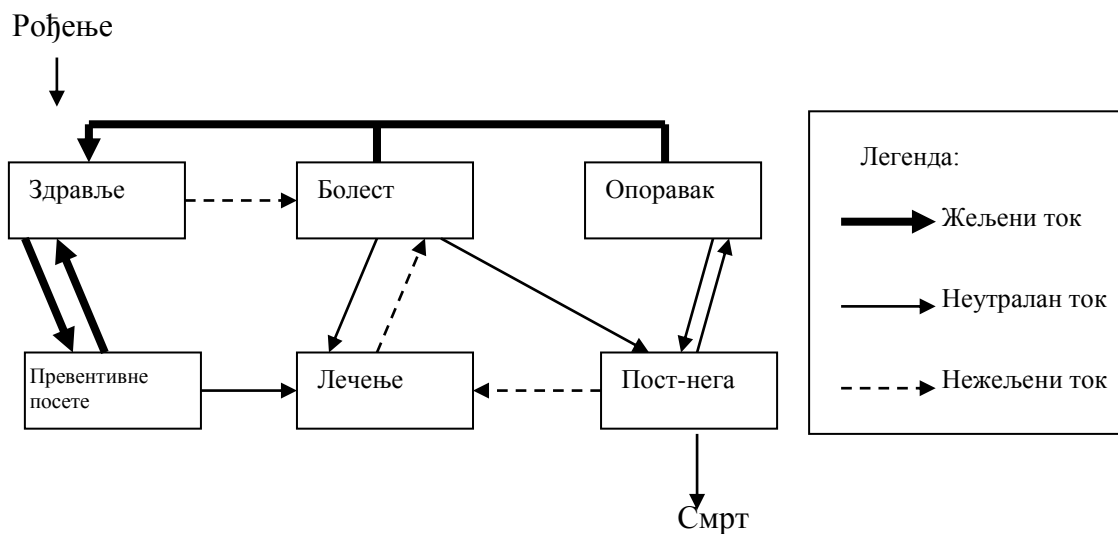 Рођење
Здравље
Болест
Опоравак
Превентивне
посете
Лечење
Пост-нега
Смрт
Легенда:
Жељени ток
Неутралан ток
Нежељени ток